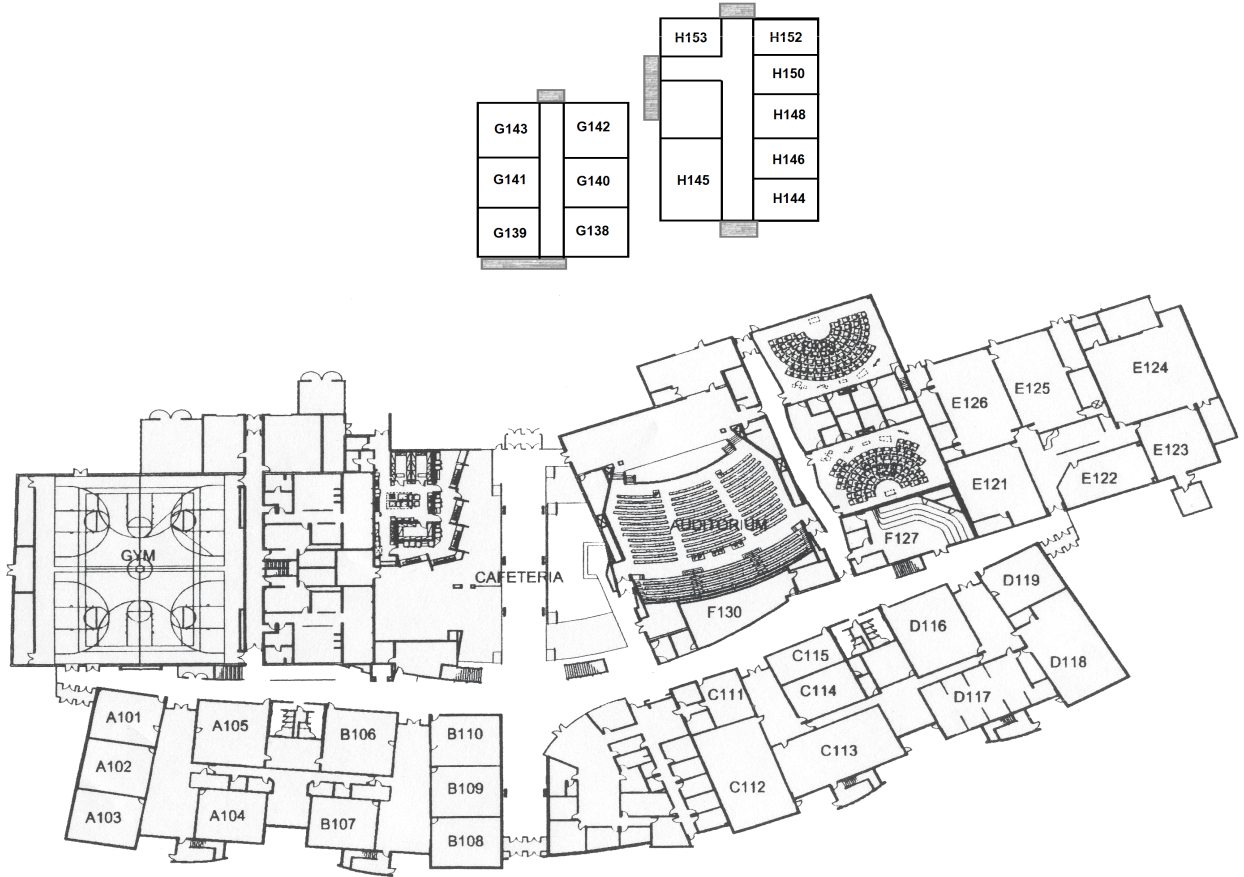 H153
H152
H150
H148
H146
H145
H144
G143
G142
G141
G140
G139
G138
E124
E125
E126
E123
E122
E121
AUDITORIUM
F127
GYM
CAFETERIA
F130
D119
D116
D118
D117
C115
C114
C111
C113
C112
A101
A105
B106
B110
A102
B109
A103
A104
B107
B108